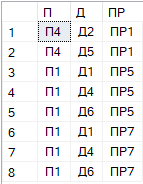 П Д ПР
1 П4 Д2 ПР1
2 П4 Д5 ПР1
3 П1 Д1 ПР5
4 П1 Д4 ПР5
5 П1 Д6 ПР5
6 П1 Д1 ПР7
7 П1 Д4 ПР7
8 П1 Д6 ПР7